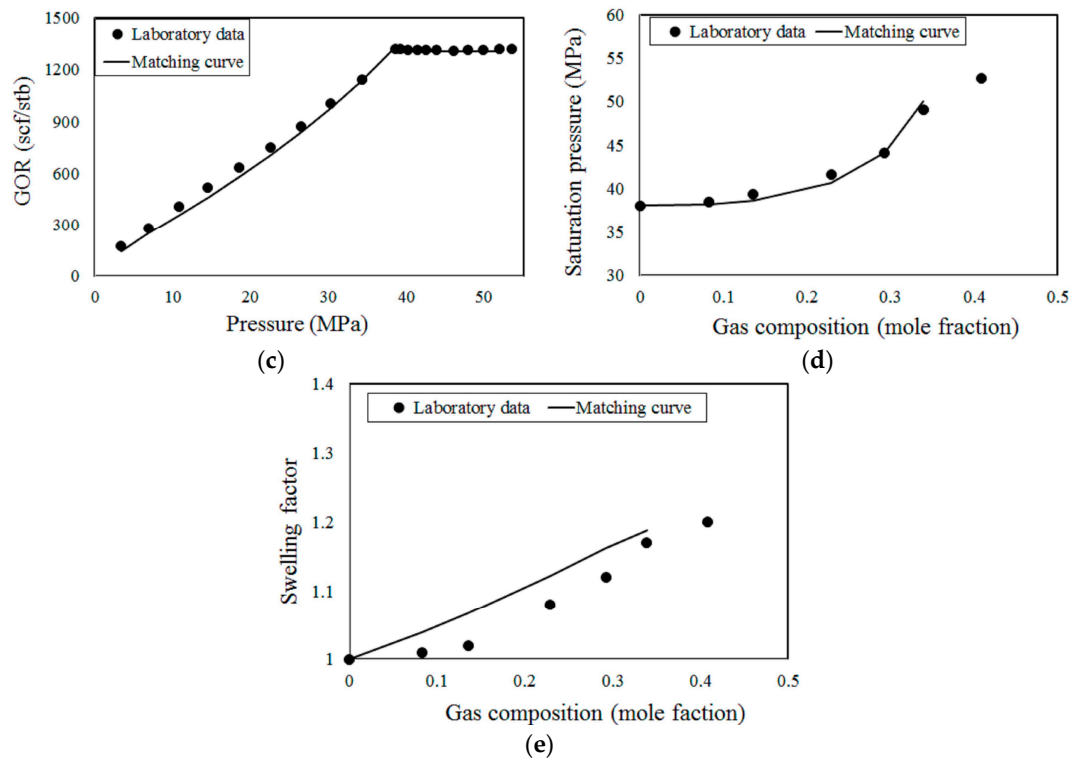 1500
1200
900
600
300
0
GOR (scf/stb)
Laboratory data
Matching curve
0 10 20 30 40 50
Pressure (MPa)
(c)
60
50
40
30
Saturation pressure (MPa)
Laboratory data Matching curve
0 0.1 0.2 0.3 0.4 0.5
Gas composition (mole fraction)
(d)
1.4
1.3
1.2
1.1
1
Swelling factor
Laboratory data Matching curve
0 0.1 0.2 0.3 0.4 0.5
Gas composition (mole faction)
(e)